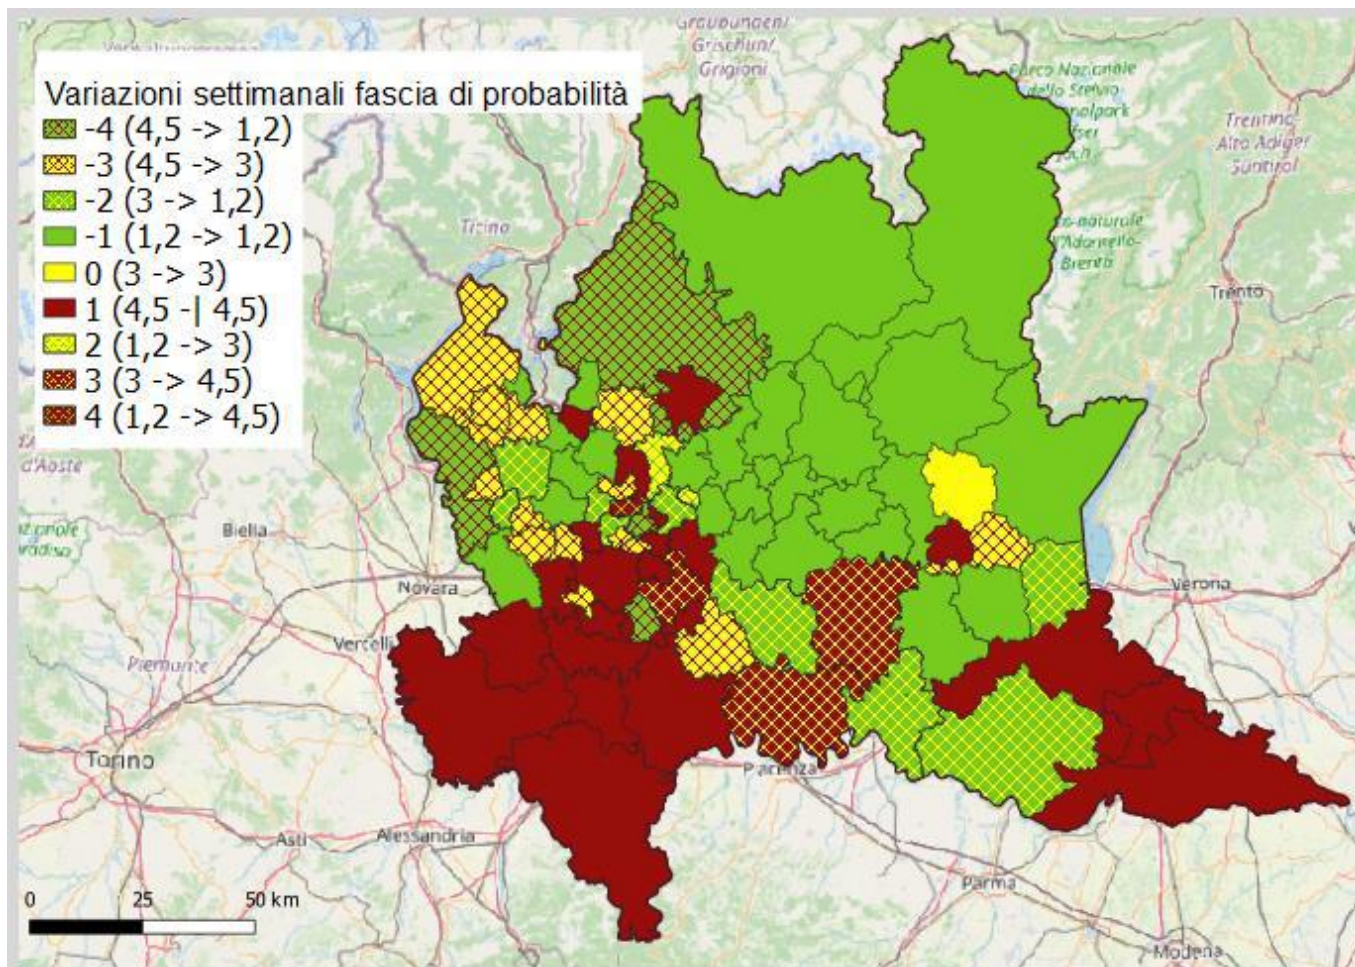 Graubünden/
Grischun/
Grigioni
Variazioni settimanali fascia di probabilità
-4 (4,5 -> 1,2)
-3 (4,5 -> 3)
-2 (3 -> 1,2)
-1 (1,2 -> 1,2)
0 (3 -> 3)
1 (4,5 -| 4,5)
2 (1,2 -> 3)
3 (3 -> 4,5)
4 (1,2 -> 4,5)
Parco Nazionale
dello Stelvio
Trentino-
Alto Adige/
Südtirol
Ticino
Trento
d'Aoste
Biella
Novara
Verona
Vercelli
Piemonte
Torino
Piacenza
Asti
Alessandria
Parma
Modena
0 25 50 km